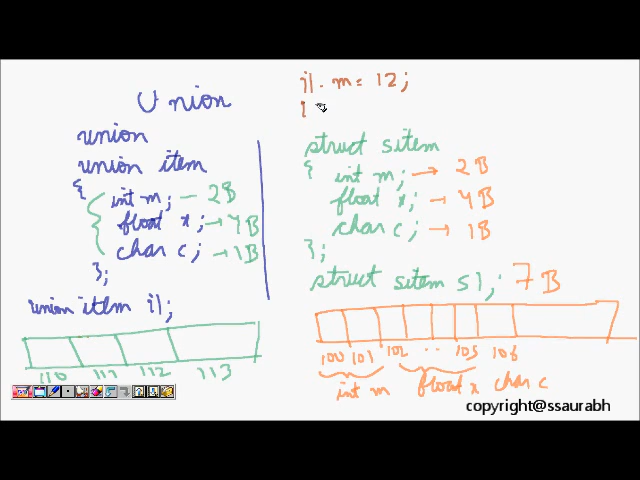 Union
union
union item
{ int m; – 2B
float x; → 4B
char c; → 1B
};
union item i1;
110 111 112 113
i1. m = 12;
struct sitem
{ int m; → 2B
float x; → 4B
char c; → 1B
};
struct sitem s1; 7B
100 101 102 .. 105 106
int m float x char c
copyright@ssaurabh